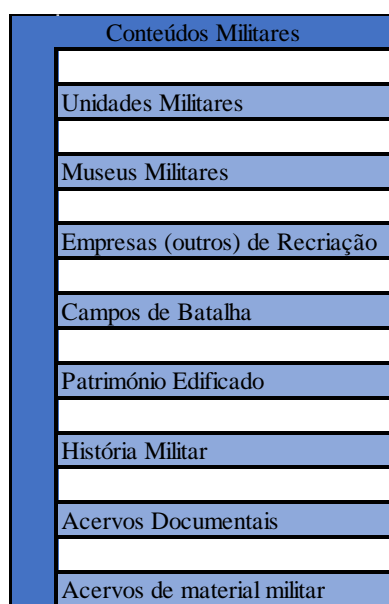 Conteúdos Militares
Unidades Militares
Museus Militares
Empresas (outros) de Recriação
Campos de Batalha
Património Edificado
História Militar
Acervos Documentais
Acervos de material militar